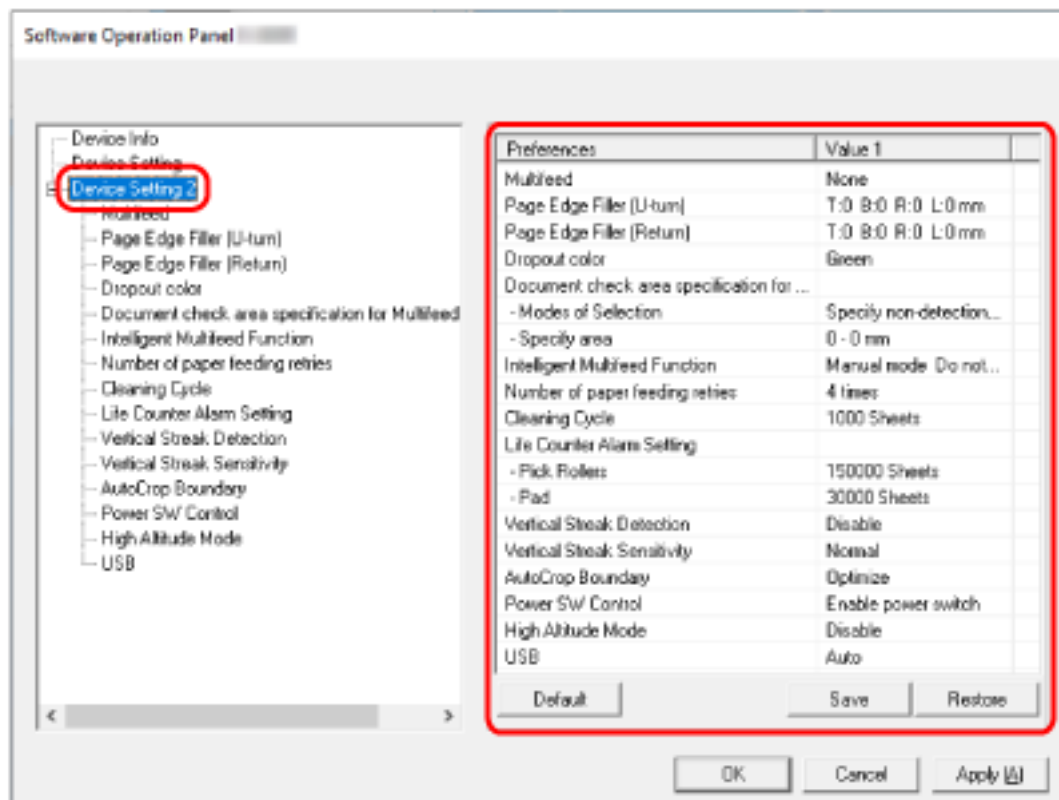 Software Operation Panel
Device Info
Device Setting
Device Setting 2
Multifeed
Page Edge Filler (U-turn)
Page Edge Filler (Return)
Dropout color
Document check area specification for Multifeed
Intelligent Multifeed Function
Number of paper feeding retries
Cleaning Cycle
Life Counter Alarm Setting
Vertical Streak Detection
Vertical Streak Sensitivity
AutoCrop Boundary
Power SW Control
High Altitude Mode
USB
Preferences Value 1
Multifeed None
Page Edge Filler (U-turn) T:0 B:0 R:0 L:0 mm
Page Edge Filler (Return) T:0 B:0 R:0 L:0 mm
Dropout color Green
Document check area specification for ...
- Modes of Selection Specify non-detection...
- Specify area 0 - 0 mm
Intelligent Multifeed Function Manual mode Do not...
Number of paper feeding retries 4 times
Cleaning Cycle 1000 Sheets
Life Counter Alarm Setting
- Pick Rollers 150000 Sheets
- Pad 30000 Sheets
Vertical Streak Detection Disable
Vertical Streak Sensitivity Normal
AutoCrop Boundary Optimize
Power SW Control Enable power switch
High Altitude Mode Disable
USB Auto
Default Save Restore
OK Cancel Apply (A)